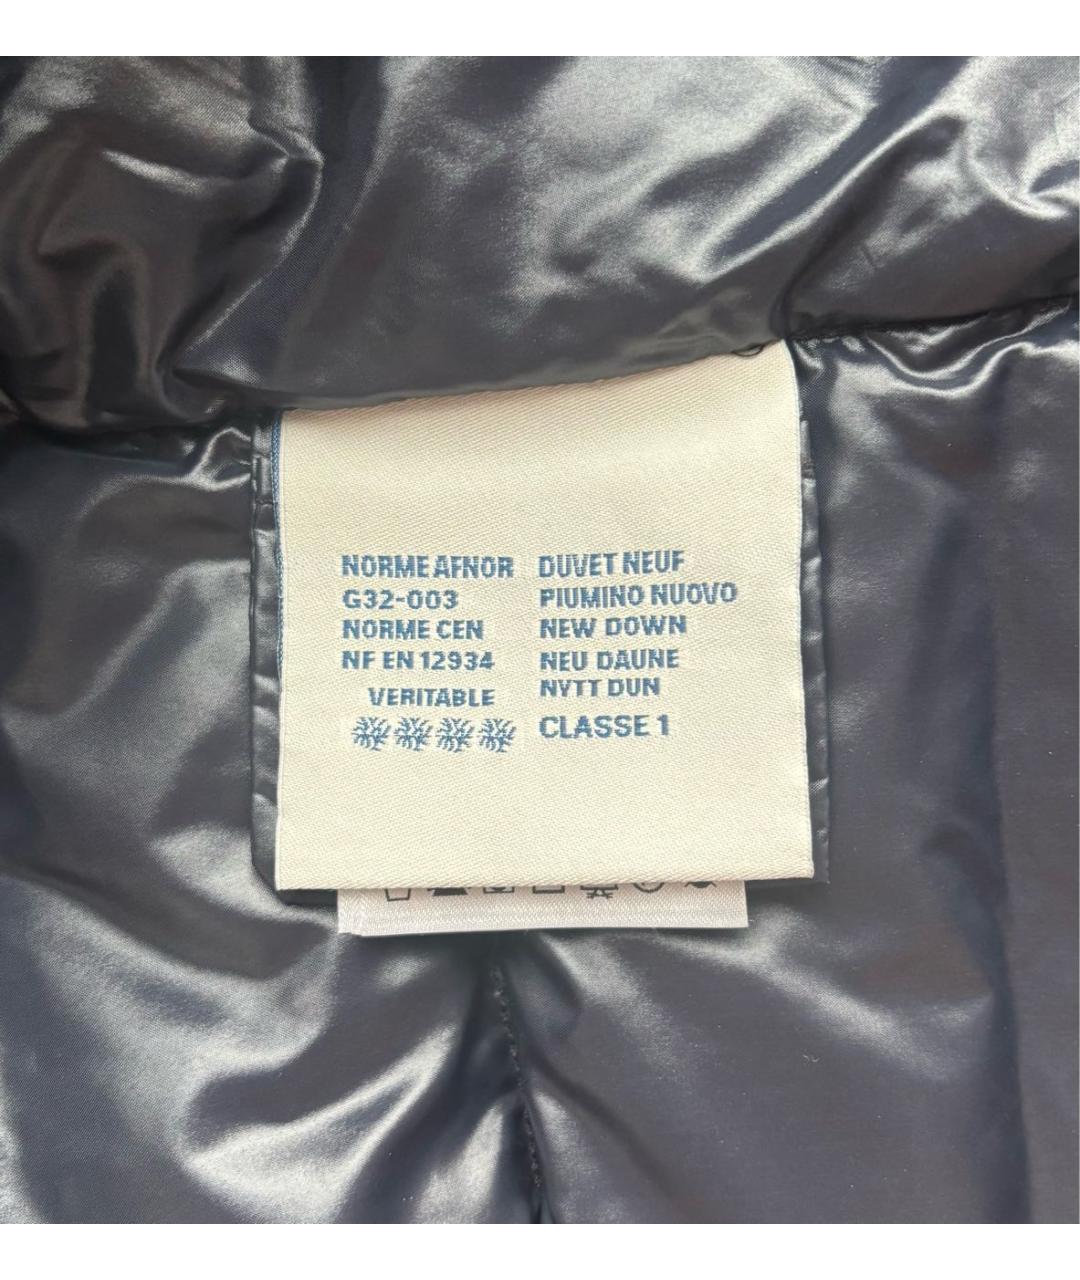 NORME AFNOR
G32-003
NORME CEN
NF EN 12934
VERITABLE
DUVET NEUF
PIUMINO NUOVO
NEW DOWN
NEU DAUNE
NYTT DUN
CLASSE 1